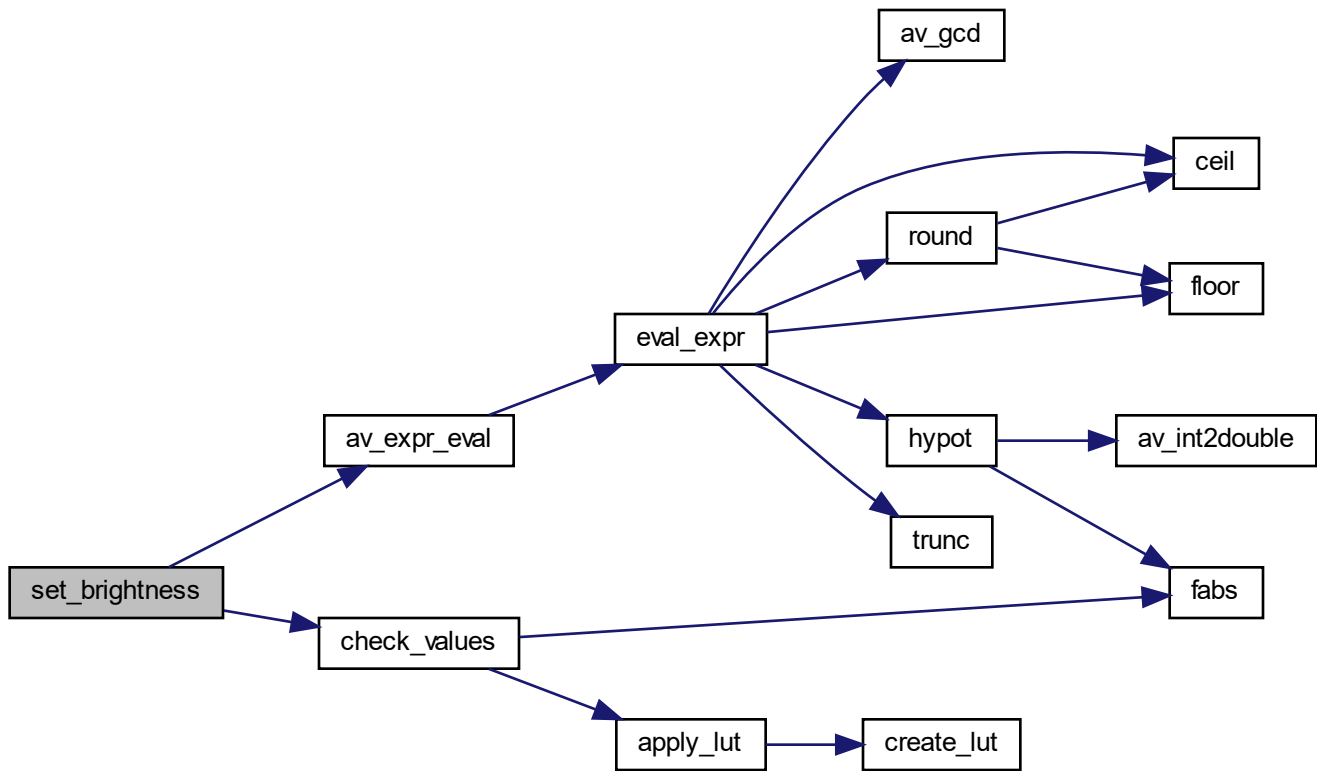 av_gcd
ceil
round
floor
eval_expr
av_expr_eval
hypot
av_int2double
trunc
set_brightness
fabs
check_values
apply_lut
create_lut